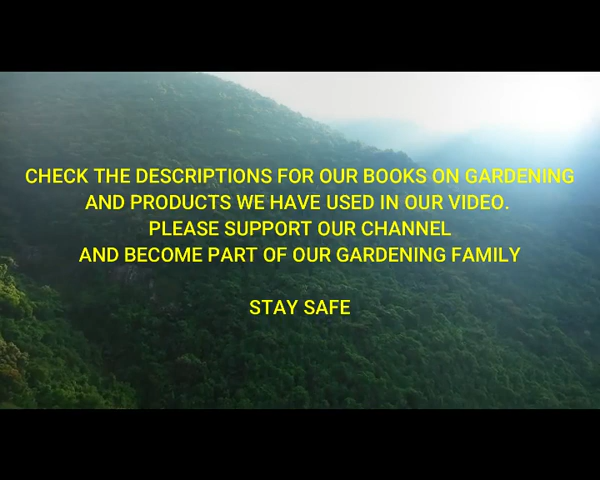 CHECK THE DESCRIPTIONS FOR OUR BOOKS ON GARDENING
AND PRODUCTS WE HAVE USED IN OUR VIDEO.
PLEASE SUPPORT OUR CHANNEL
AND BECOME PART OF OUR GARDENING FAMILY
STAY SAFE